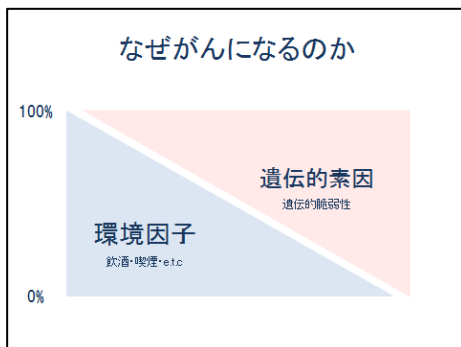 なぜがんになるのか
100%
遺伝的素因
遺伝的脆弱性
環境因子
飲酒・喫煙・e.t.c
0%